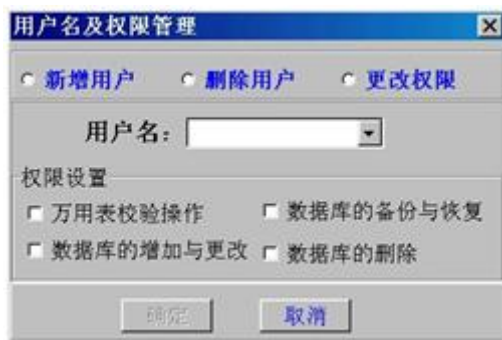 用户名及权限管理
新增用户 删除用户 更改权限
用户名：
权限设置
万用表校验操作 数据库的备份与恢复
数据库的增加与更改 数据库的删除
确定 取消